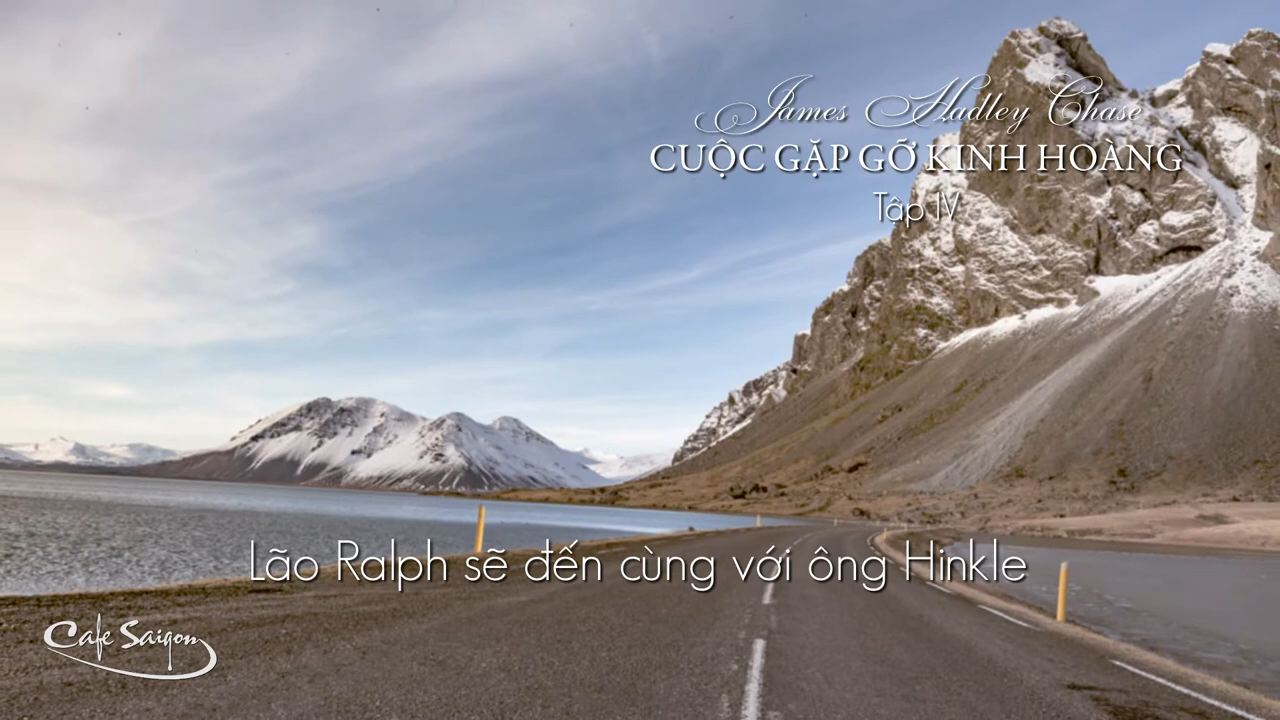 James Hadley Chase
CUỘC GẶP GỠ KINH HOÀNG
Tập IV
Lão Ralph sẽ đến cùng với ông Hinkle
Cafe Saigon